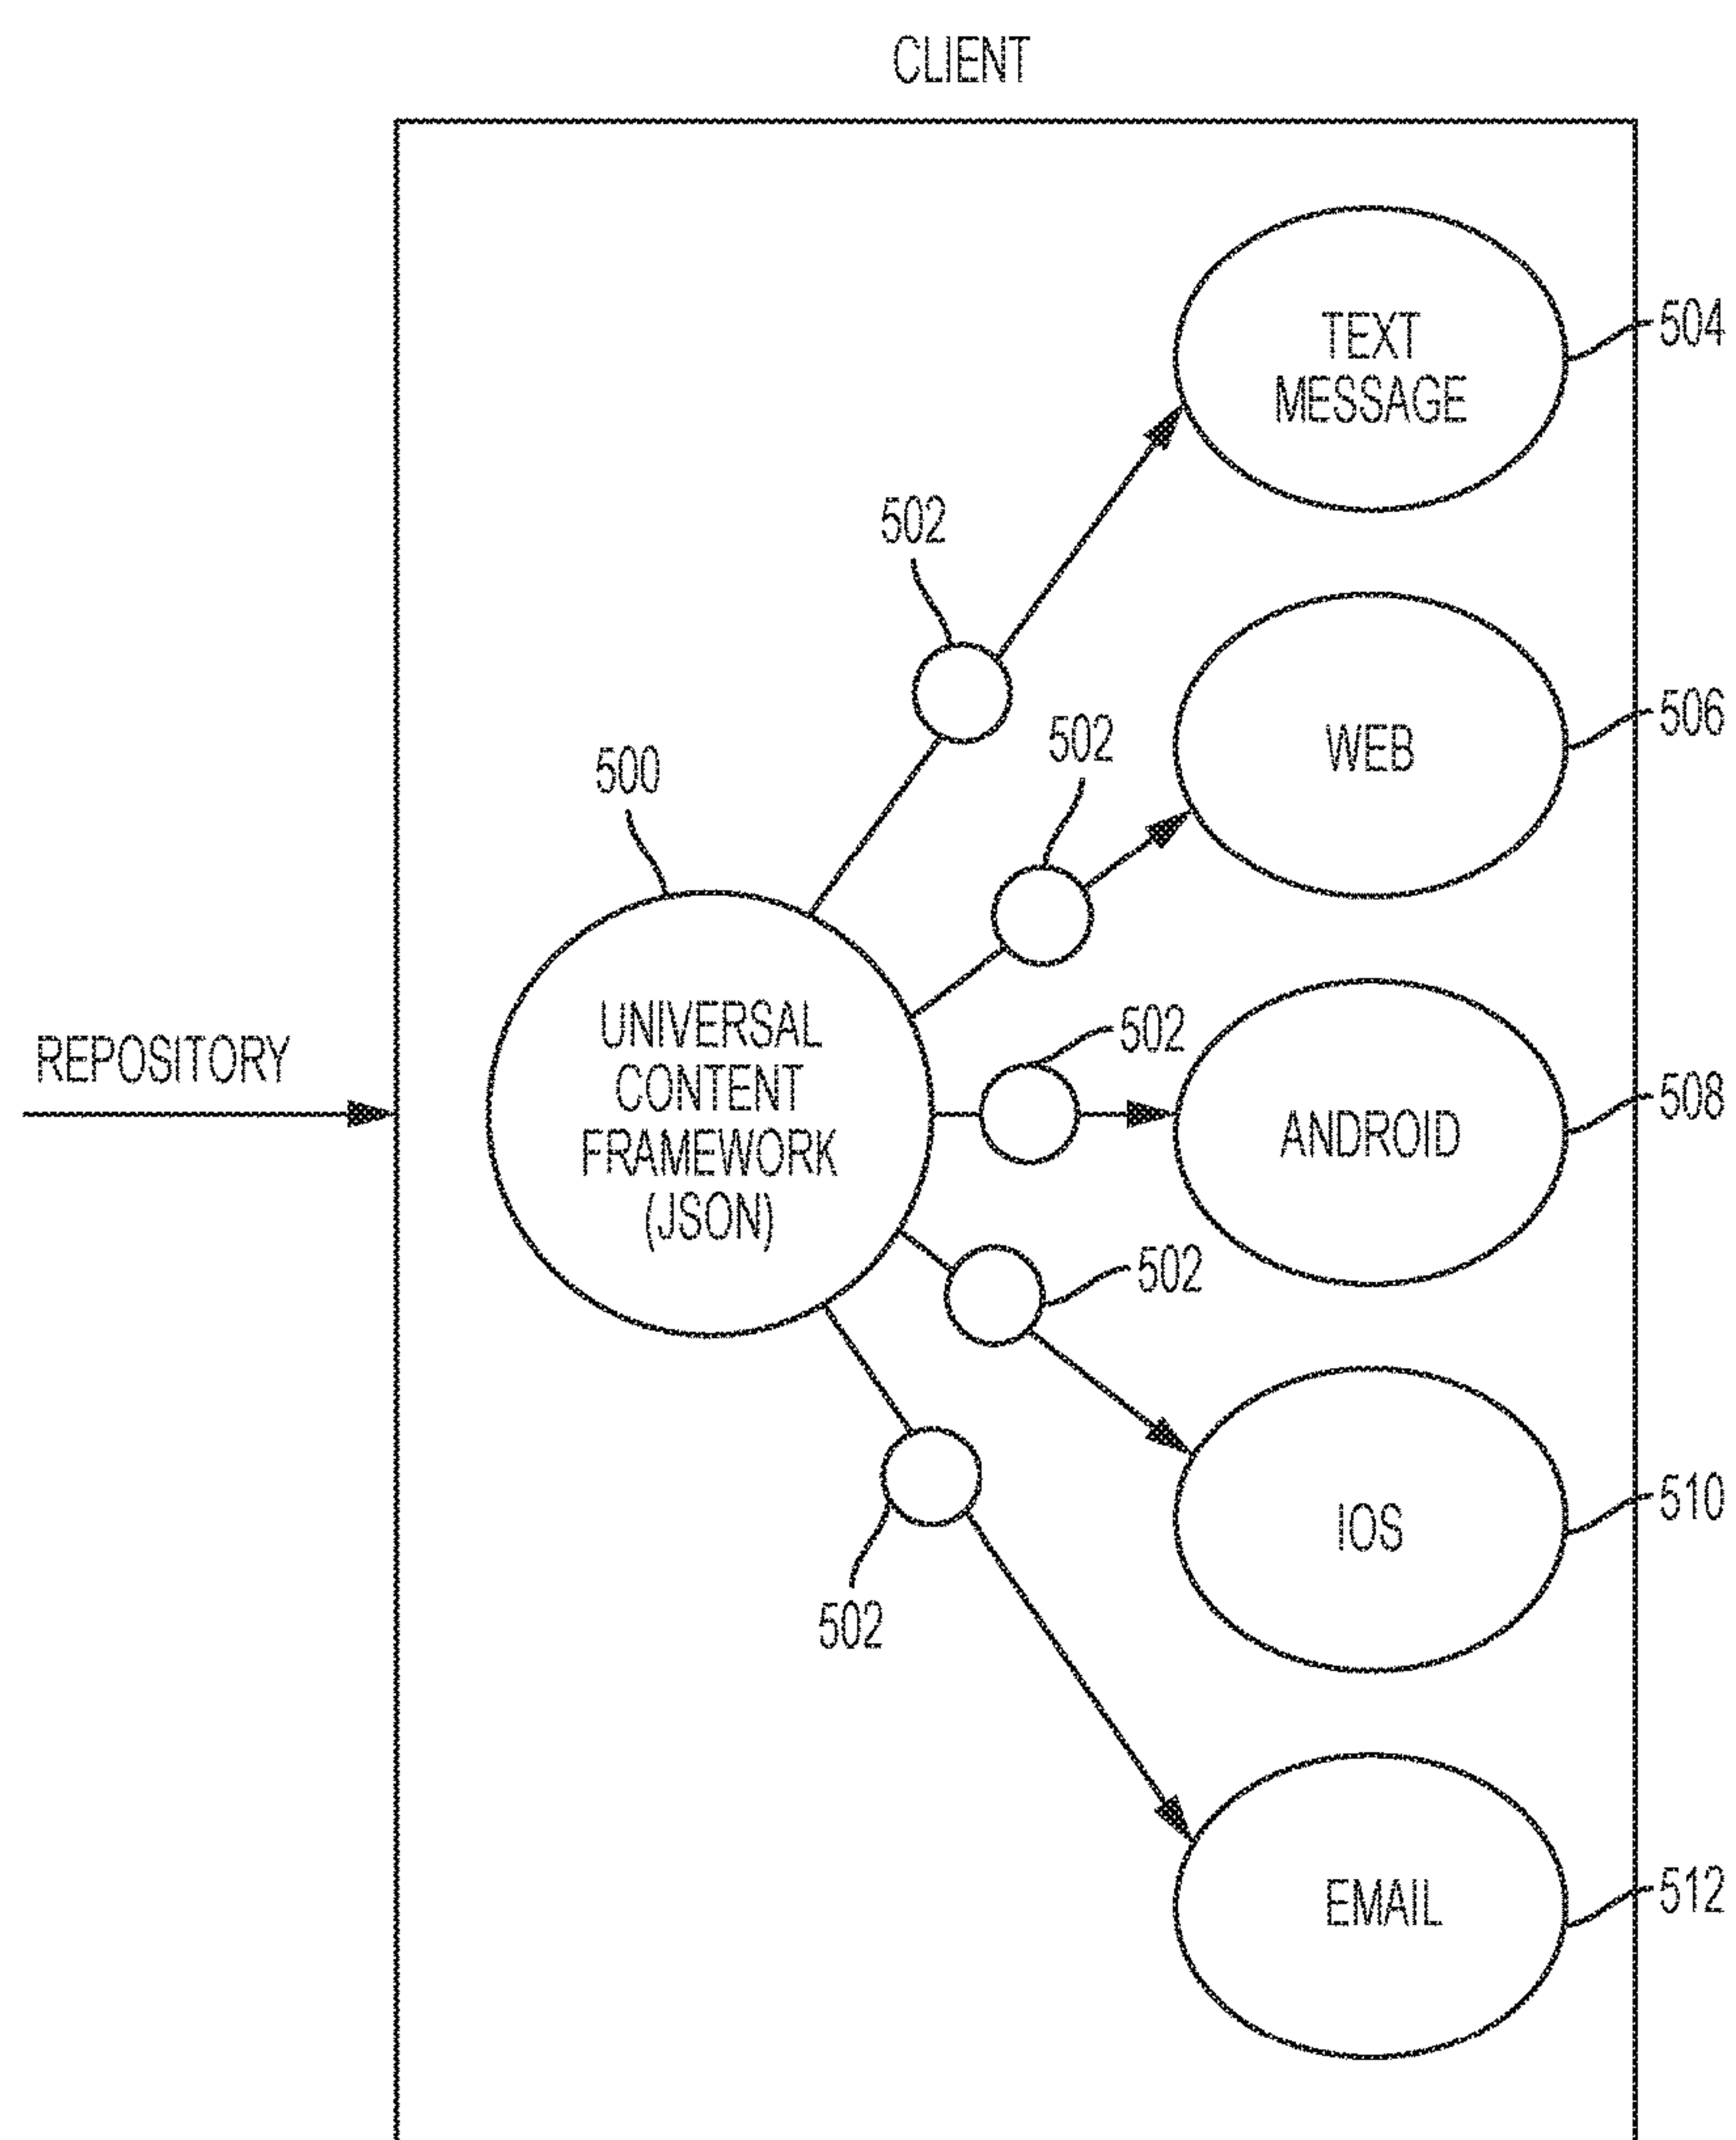 CLIENT
TEXT
MESSAGE
504
502
WEB
506
502
500
REPOSITORY
UNIVERSAL
CONTENT
FRAMEWORK
(JSON)
502
ANDROID
508
502
IOS
510
502
EMAIL
512